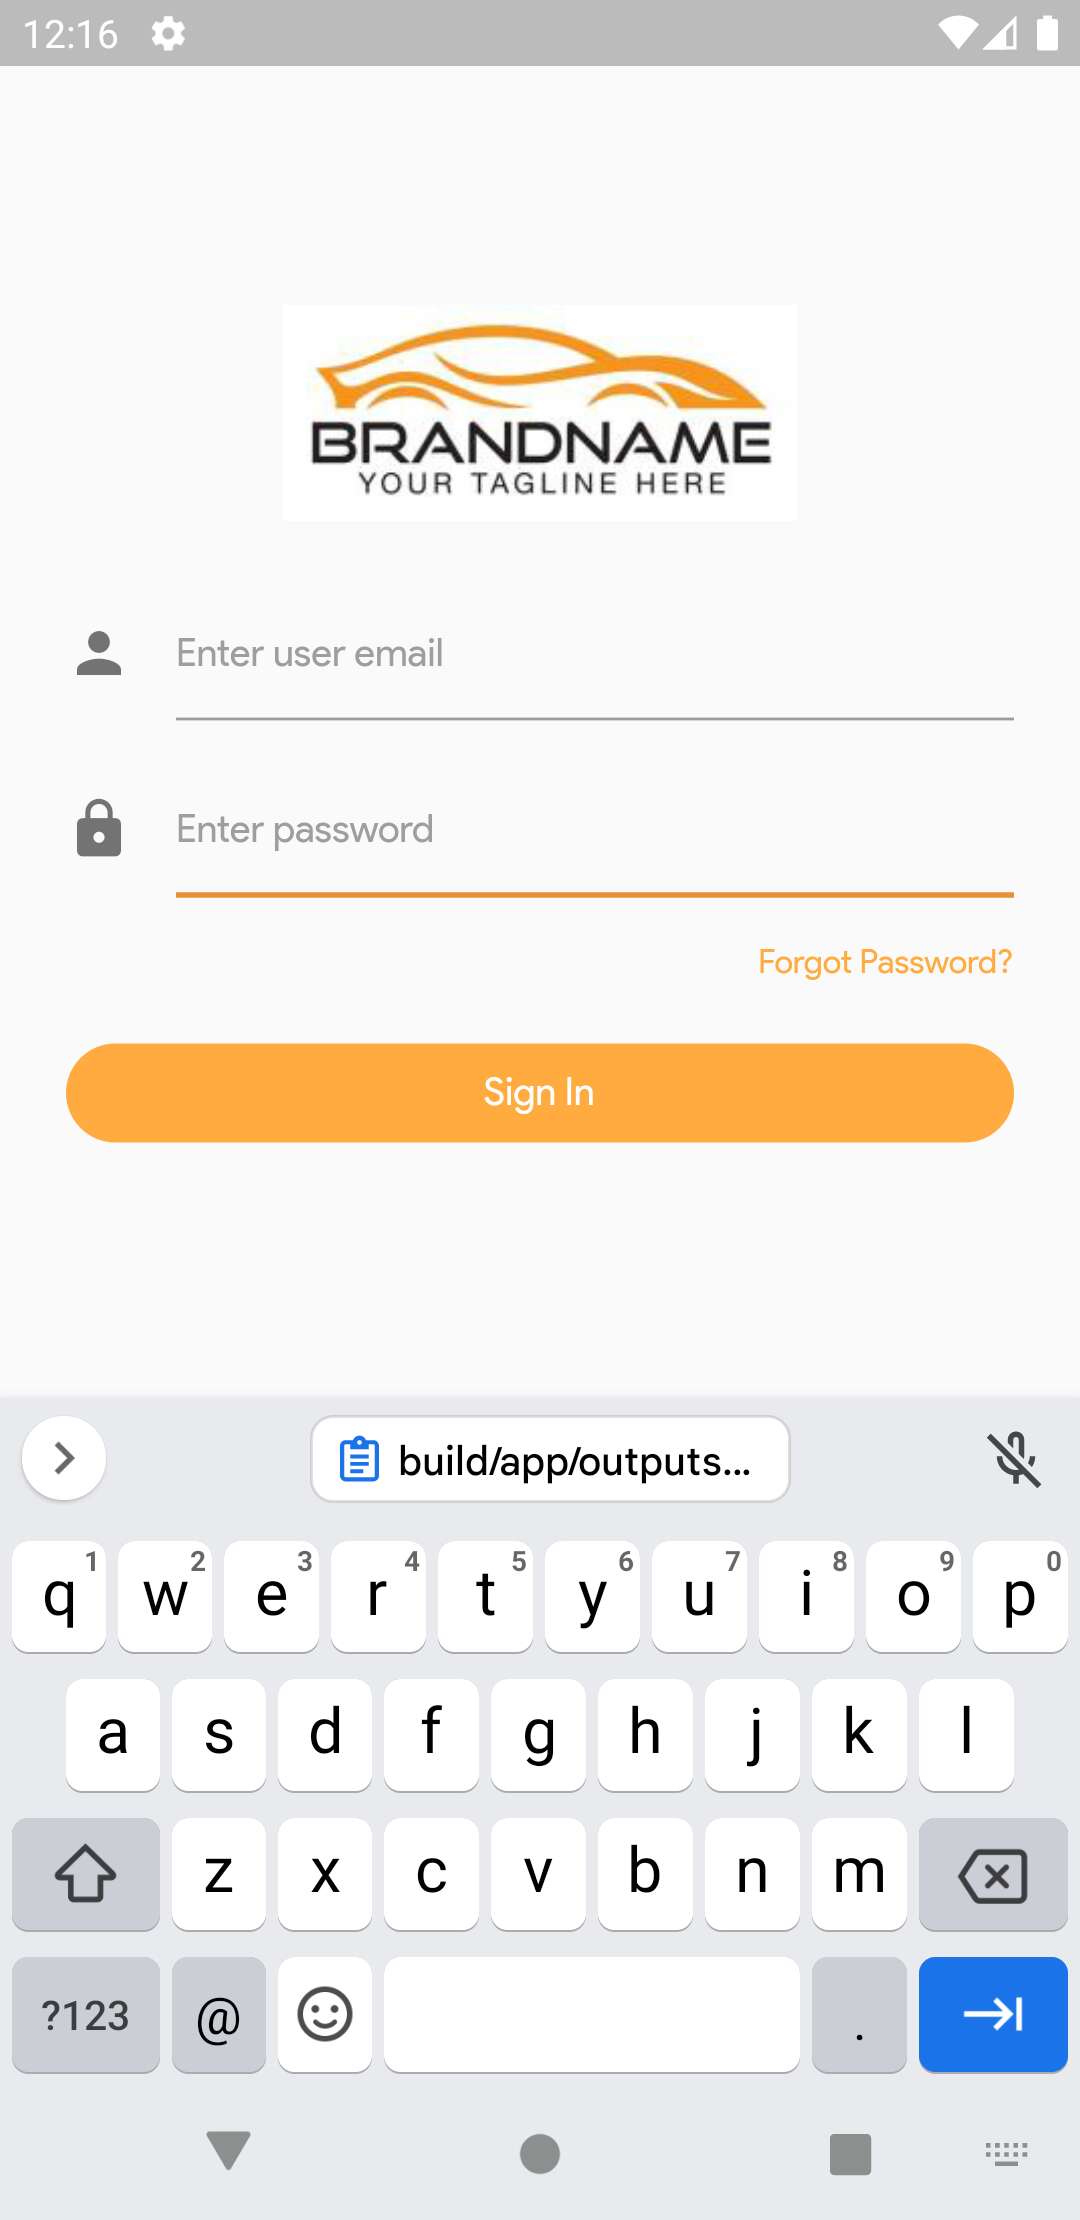 12:16
BRANDNAME
YOUR TAGLINE HERE
Enter user email
Enter password
Forgot Password?
Sign In
build/app/outputs...
q 1 w 2 e 3 r 4 t 5 y 6 u 7 i 8 o 9 p 0
a s d f g h j k l
z x c v b n m
?123 @ .